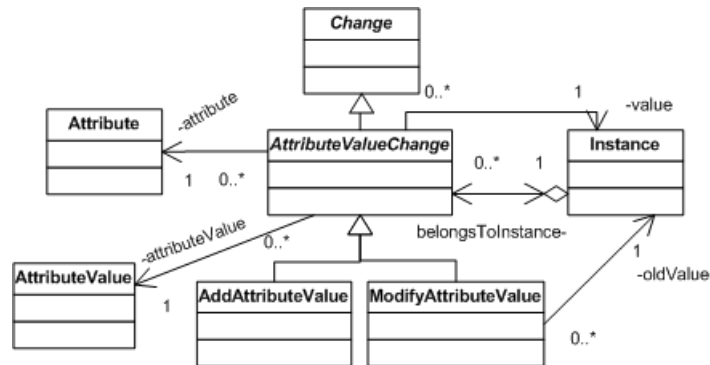 Change
0..*
1
-value
Attribute
-attribute
AttributeValueChange
Instance
1
0..*
0..*
1
belongsToInstance-
-attributeValue
0..*
AttributeValue
1
AddAttributeValue
ModifyAttributeValue
1
-oldValue
0..*